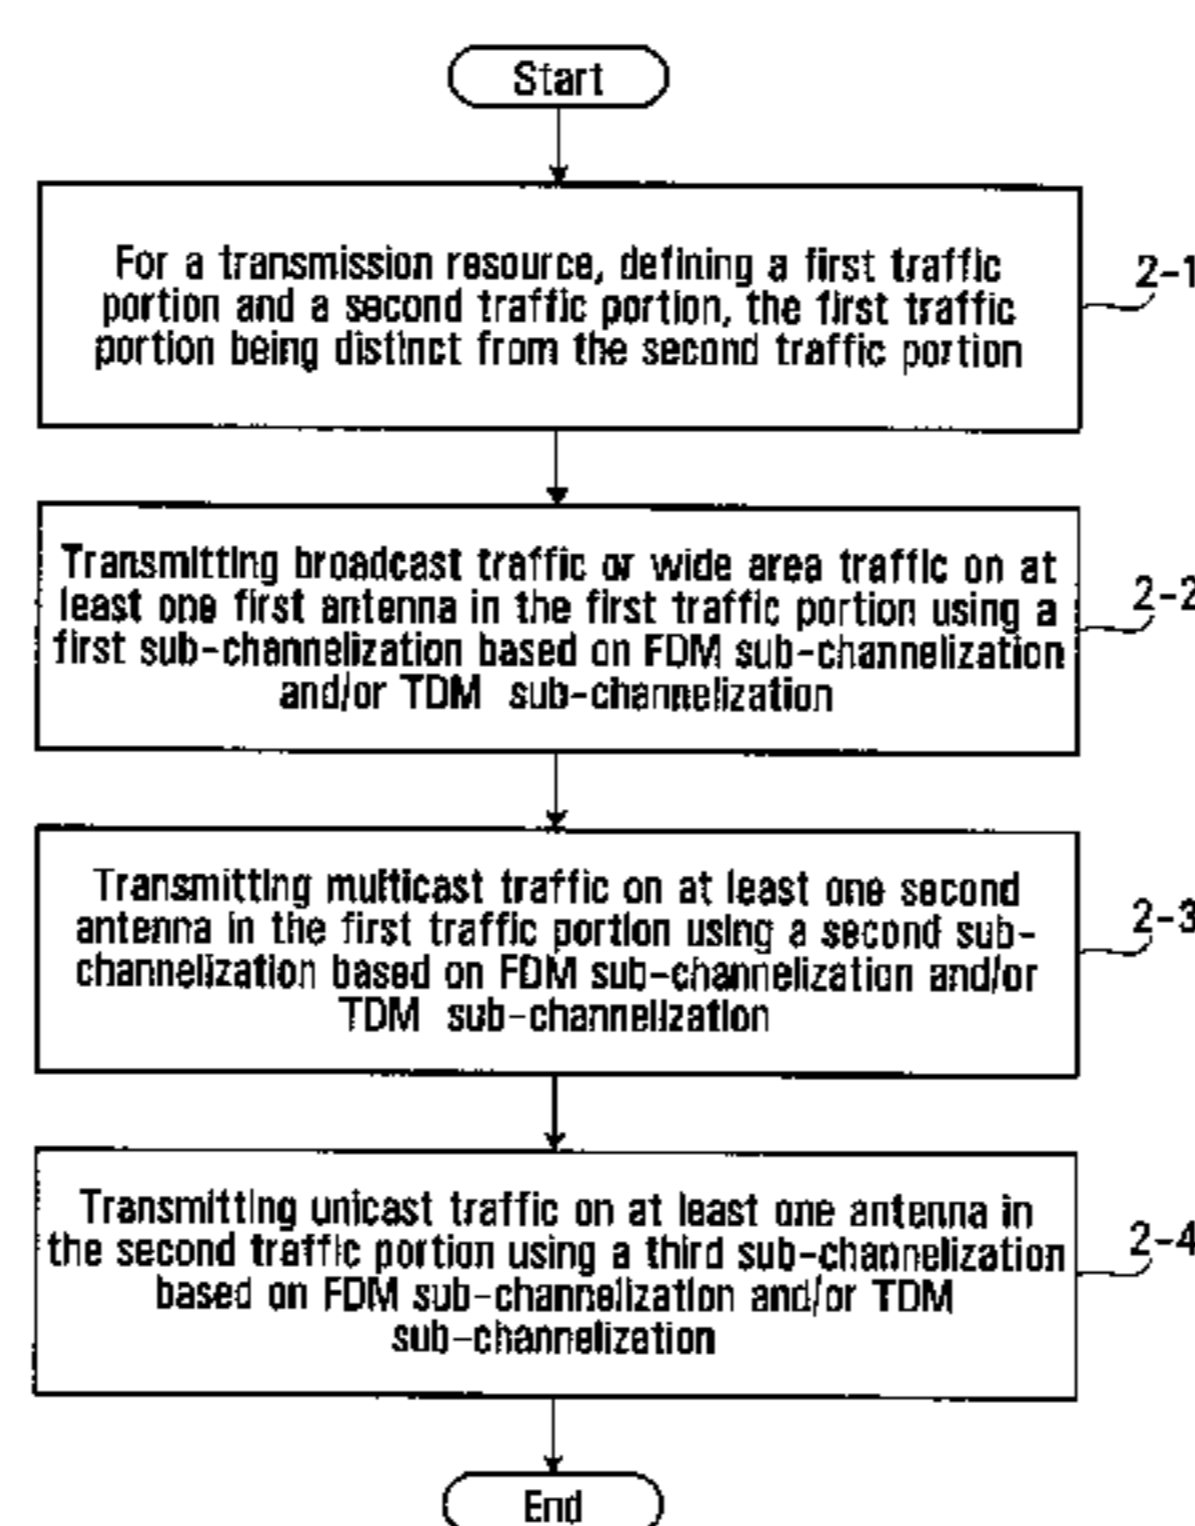 Start
For a transmission resource, defining a first traffic
portion and a second traffic portion, the first traffic
portion being distinct from the second traffic portion
2-1
Transmitting broadcast traffic or wide area traffic on at
least one first antenna in the first traffic portion using a
first sub-channelization based on FDM sub-channelization
and/or TDM sub-channelization
2-2
Transmitting multicast traffic on at least one second
antenna in the first traffic portion using a second sub-
channelization based on FDM sub-channelization and/or
TDM sub-channelization
2-3
Transmitting unicast traffic on at least one antenna in
the second traffic portion using a third sub-channelization
based on FDM sub-channelization and/or TDM
sub-channelization
2-4
End